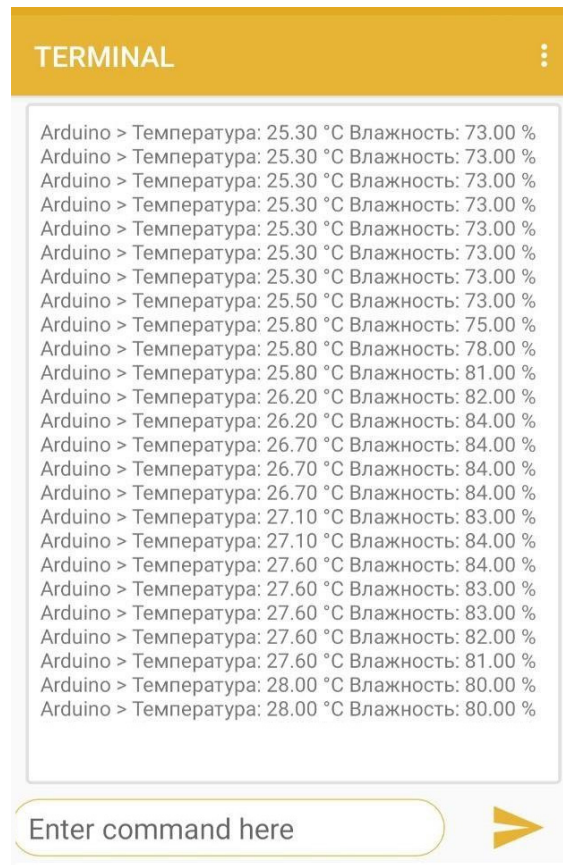 TERMINAL
Arduino > Температура: 25.30 °C Влажность: 73.00 %
Arduino > Температура: 25.30 °C Влажность: 73.00 %
Arduino > Температура: 25.30 °C Влажность: 73.00 %
Arduino > Температура: 25.30 °C Влажность: 73.00 %
Arduino > Температура: 25.30 °C Влажность: 73.00 %
Arduino > Температура: 25.30 °C Влажность: 73.00 %
Arduino > Температура: 25.30 °C Влажность: 73.00 %
Arduino > Температура: 25.50 °C Влажность: 73.00 %
Arduino > Температура: 25.80 °C Влажность: 75.00 %
Arduino > Температура: 25.80 °C Влажность: 78.00 %
Arduino > Температура: 25.80 °C Влажность: 81.00 %
Arduino > Температура: 26.20 °C Влажность: 82.00 %
Arduino > Температура: 26.20 °C Влажность: 84.00 %
Arduino > Температура: 26.70 °C Влажность: 84.00 %
Arduino > Температура: 26.70 °C Влажность: 84.00 %
Arduino > Температура: 26.70 °C Влажность: 84.00 %
Arduino > Температура: 27.10 °C Влажность: 83.00 %
Arduino > Температура: 27.10 °C Влажность: 84.00 %
Arduino > Температура: 27.60 °C Влажность: 84.00 %
Arduino > Температура: 27.60 °C Влажность: 83.00 %
Arduino > Температура: 27.60 °C Влажность: 83.00 %
Arduino > Температура: 27.60 °C Влажность: 82.00 %
Arduino > Температура: 27.60 °C Влажность: 81.00 %
Arduino > Температура: 28.00 °C Влажность: 80.00 %
Arduino > Температура: 28.00 °C Влажность: 80.00 %
Enter command here